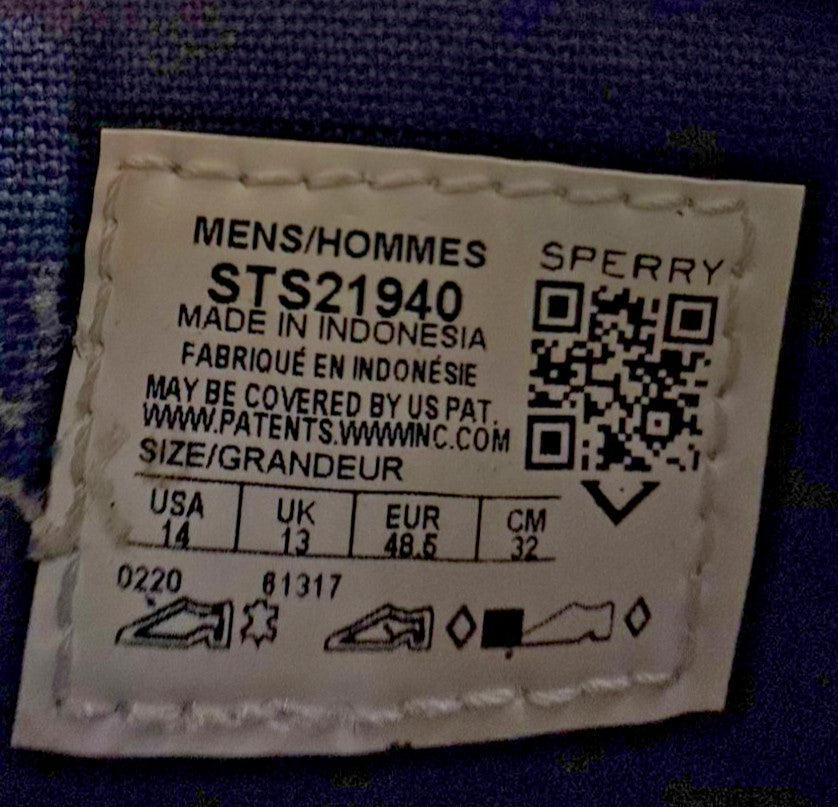 MENS/HOMMES
SPERRY
STS21940
MADE IN INDONESIA
FABRIQUÉ EN INDONÉSIE
MAY BE COVERED BY US PAT.
WWW.PATENTS.WWWINC.COM
SIZE/GRANDEUR
USA UK EUR CM
14 13 48.5 32
0220 61317